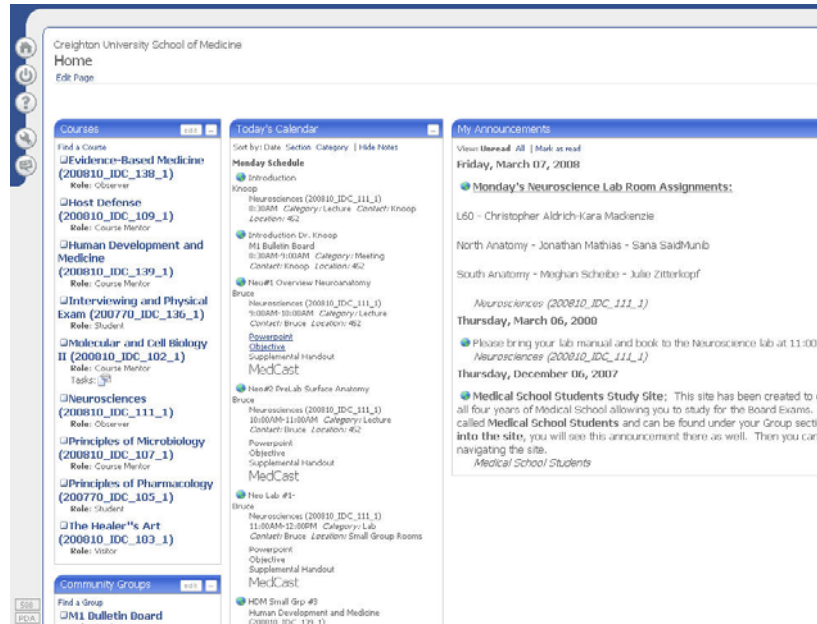 Creighton University School of Medicine
Home
Edit Page
Courses
edit
Find a Course
Evidence-Based Medicine
(200810_IDC_138_1)
Role: Observer
Host Defense
(200810_IDC_109_1)
Role: Course Mentor
Human Development and
Medicine
(200810_IDC_139_1)
Role: Course Mentor
Interviewing and Physical
Exam (200770_IDC_136_1)
Role: Student
Molecular and Cell Biology
II (200810_IDC_102_1)
Role: Course Mentor
Tasks:
Neurosciences
(200810_IDC_111_1)
Role: Observer
Principles of Microbiology
(200810_IDC_107_1)
Role: Course Mentor
Principles of Pharmacology
(200770_IDC_105_1)
Role: Student
The Healer"s Art
(200810_IDC_103_1)
Role: Visitor
Community Groups
edit
Find a Group
M1 Bulletin Board
508
PDA
Today's Calendar
Sort by: Date Section Category | Hide Notes
Monday Schedule
Introduction
Knoop
Neurosciences (200810_IDC_111_1)
8:30AM Category: Lecture Contact: Knoop
Location: 462
Introduction Dr. Knoop
M1 Bulletin Board
8:30AM-9:00AM Category: Meeting
Contact: Knoop Location: 462
Neu#1 Overview Neuroanatomy
Bruce
Neurosciences (200810_IDC_111_1)
9:00AM-10:00AM Category: Lecture
Contact: Bruce Location: 462
Powerpoint
Objective
Supplemental Handout
MedCast
Neu#2 PreLab Surface Anatomy
Bruce
Neurosciences (200810_IDC_111_1)
10:00AM-11:00AM Category: Lecture
Contact: Bruce Location: 462
Powerpoint
Objective
Supplemental Handout
MedCast
Neu Lab #1-
Bruce
Neurosciences (200810_IDC_111_1)
11:00AM-12:00PM Category: Lab
Contact: Bruce Location: Small Group Rooms
Powerpoint
Objective
Supplemental Handout
MedCast
HDM Small Grp #3
Human Development and Medicine
(200810_IDC_139_1)
My Announcements
View: Unread All | Mark as read
Friday, March 07, 2008
Monday's Neuroscience Lab Room Assignments:
L60 - Christopher Aldrich-Kara Mackenzie
North Anatomy - Jonathan Mathias - Sana SaidMunib
South Anatomy - Meghan Scheibe - Julie Zitterkopf
Neurosciences (200810_IDC_111_1)
Thursday, March 06, 2008
Please bring your lab manual and book to the Neuroscience lab at 11:00
Neurosciences (200810_IDC_111_1)
Thursday, December 06, 2007
Medical School Students Study Site; This site has been created to
all four years of Medical School allowing you to study for the Board Exams.
called Medical School Students and can be found under your Group secti
into the site, you will see this announcement there as well. Then you can
navigating the site.
Medical School Students